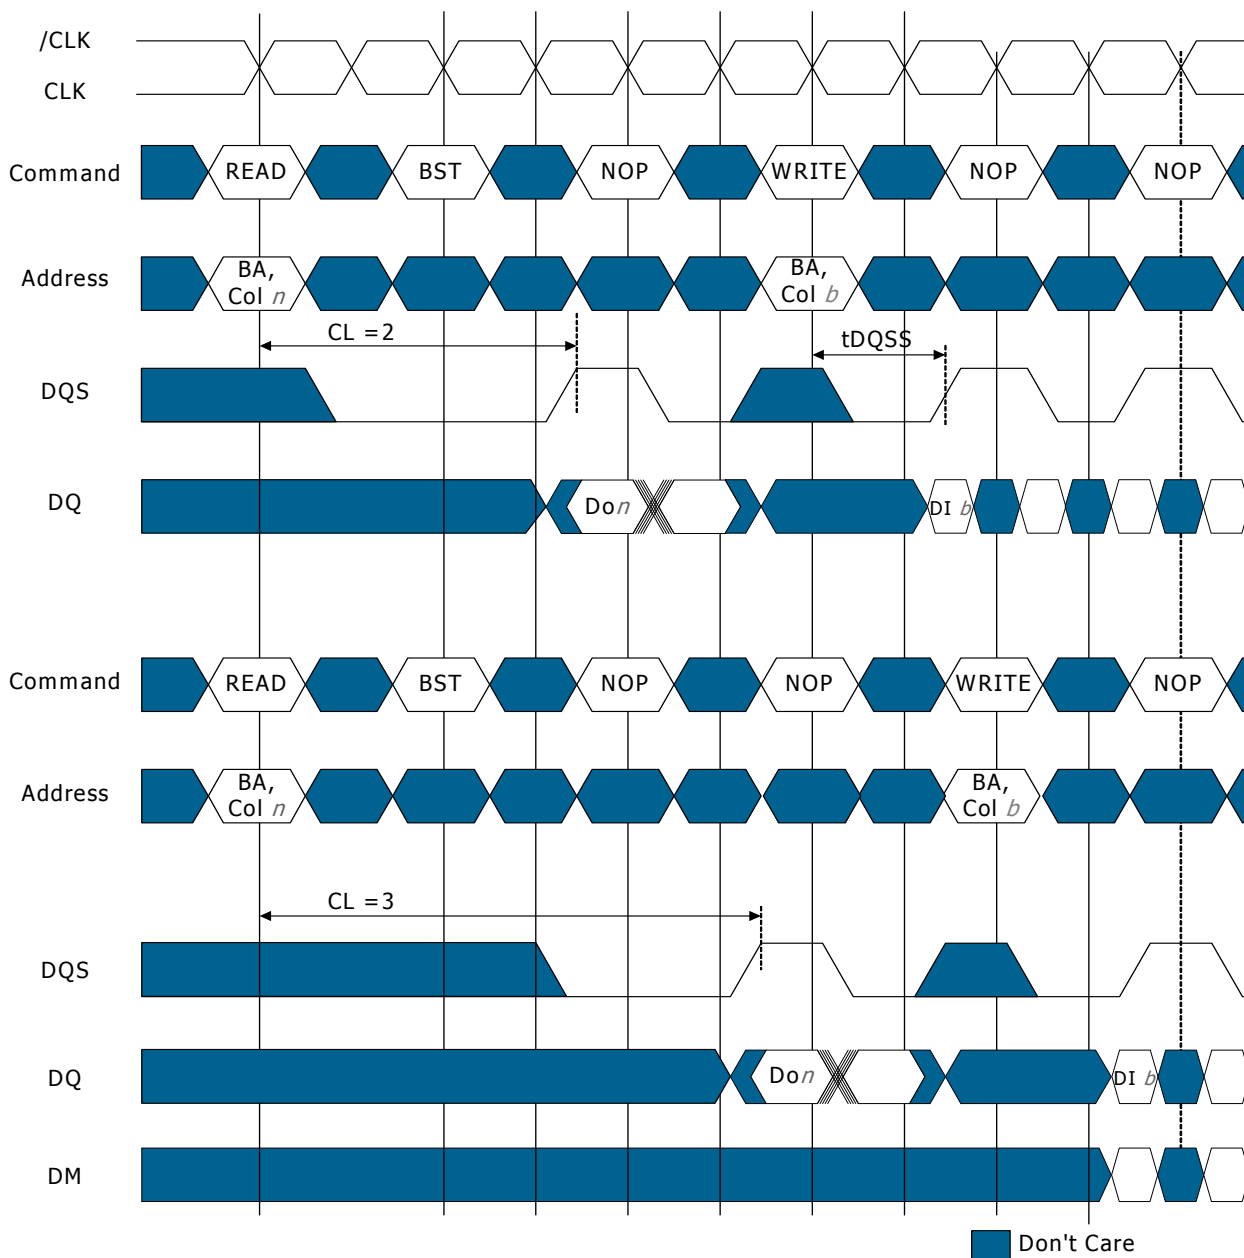 /CLK
CLK
Command READ BST NOP WRITE NOP NOP
Address BA, BA,
Col n Col b
CL =2 tDQSS
DQS
DQ Don DI b
Command READ BST NOP NOP WRITE NOP
Address BA, BA,
Col n Col b
CL =3
DQS
DQ Don DI b
DM
Don't Care